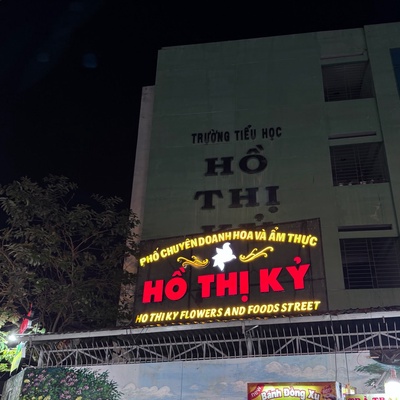 TRƯỜNG TIỂU HỌC
HỒ
THỊ
KỶ
PHỐ CHUYÊN DOANH HOA VÀ ẨM THỰC
HỒ THỊ KỶ
HO THI KY FLOWERS AND FOODS STREET
Bánh Đồng Xu